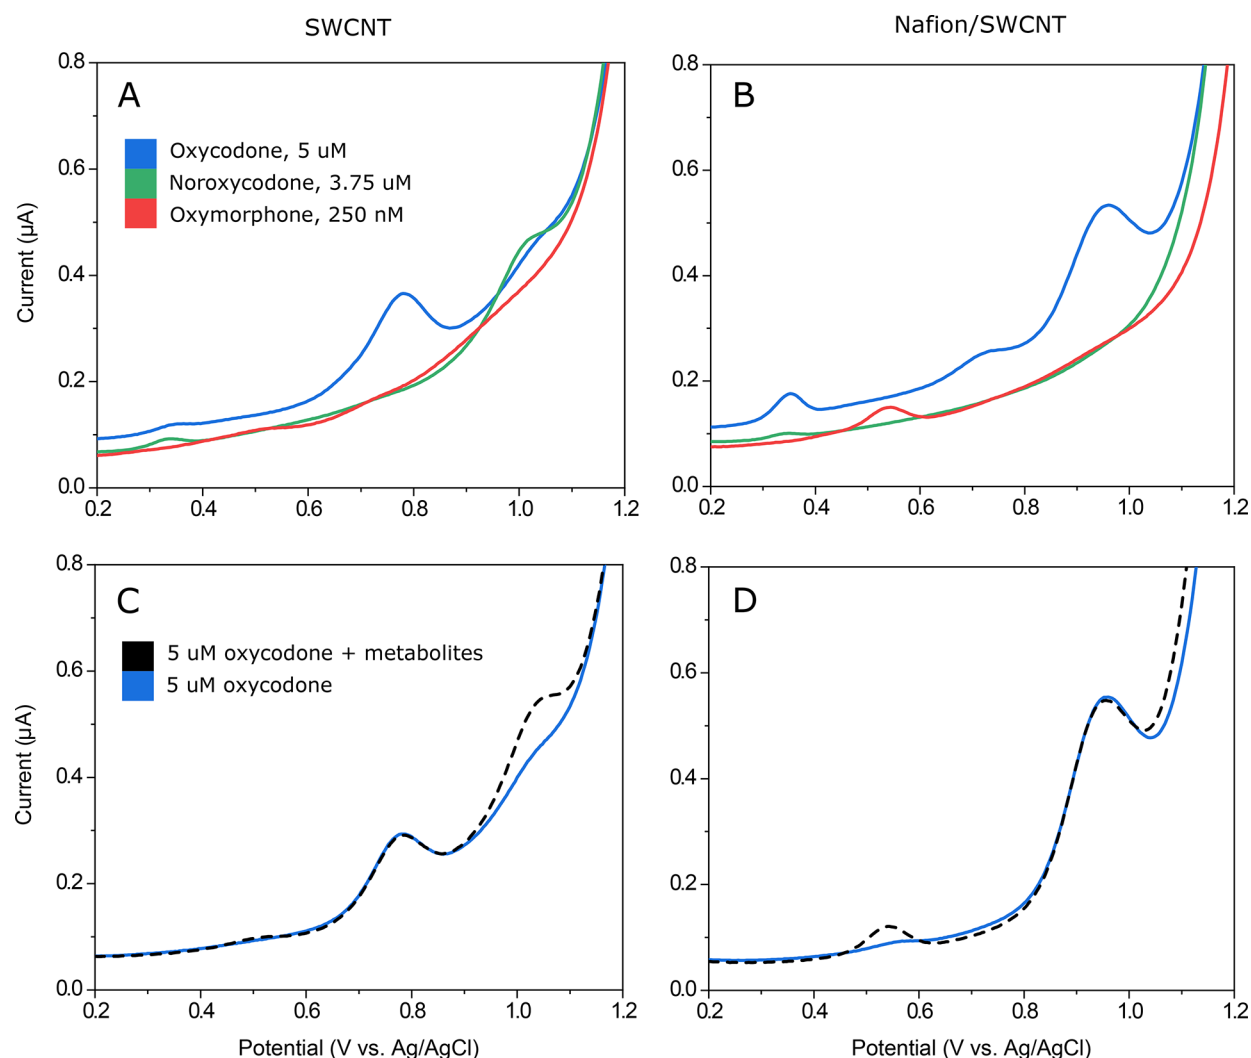 SWCNT
Nafion/SWCNT
A
Oxycodone, 5 uM
Noroxycodone, 3.75 uM
Oxymorphone, 250 nM
Current (µA)
0.8
0.6
0.4
0.2
0.0
0.2 0.4 0.6 0.8 1.0 1.2
B
0.8
0.6
0.4
0.2
0.0
0.2 0.4 0.6 0.8 1.0 1.2
C
5 uM oxycodone + metabolites
5 uM oxycodone
Current (µA)
0.8
0.6
0.4
0.2
0.0
0.2 0.4 0.6 0.8 1.0 1.2
Potential (V vs. Ag/AgCl)
D
0.8
0.6
0.4
0.2
0.0
0.2 0.4 0.6 0.8 1.0 1.2
Potential (V vs. Ag/AgCl)